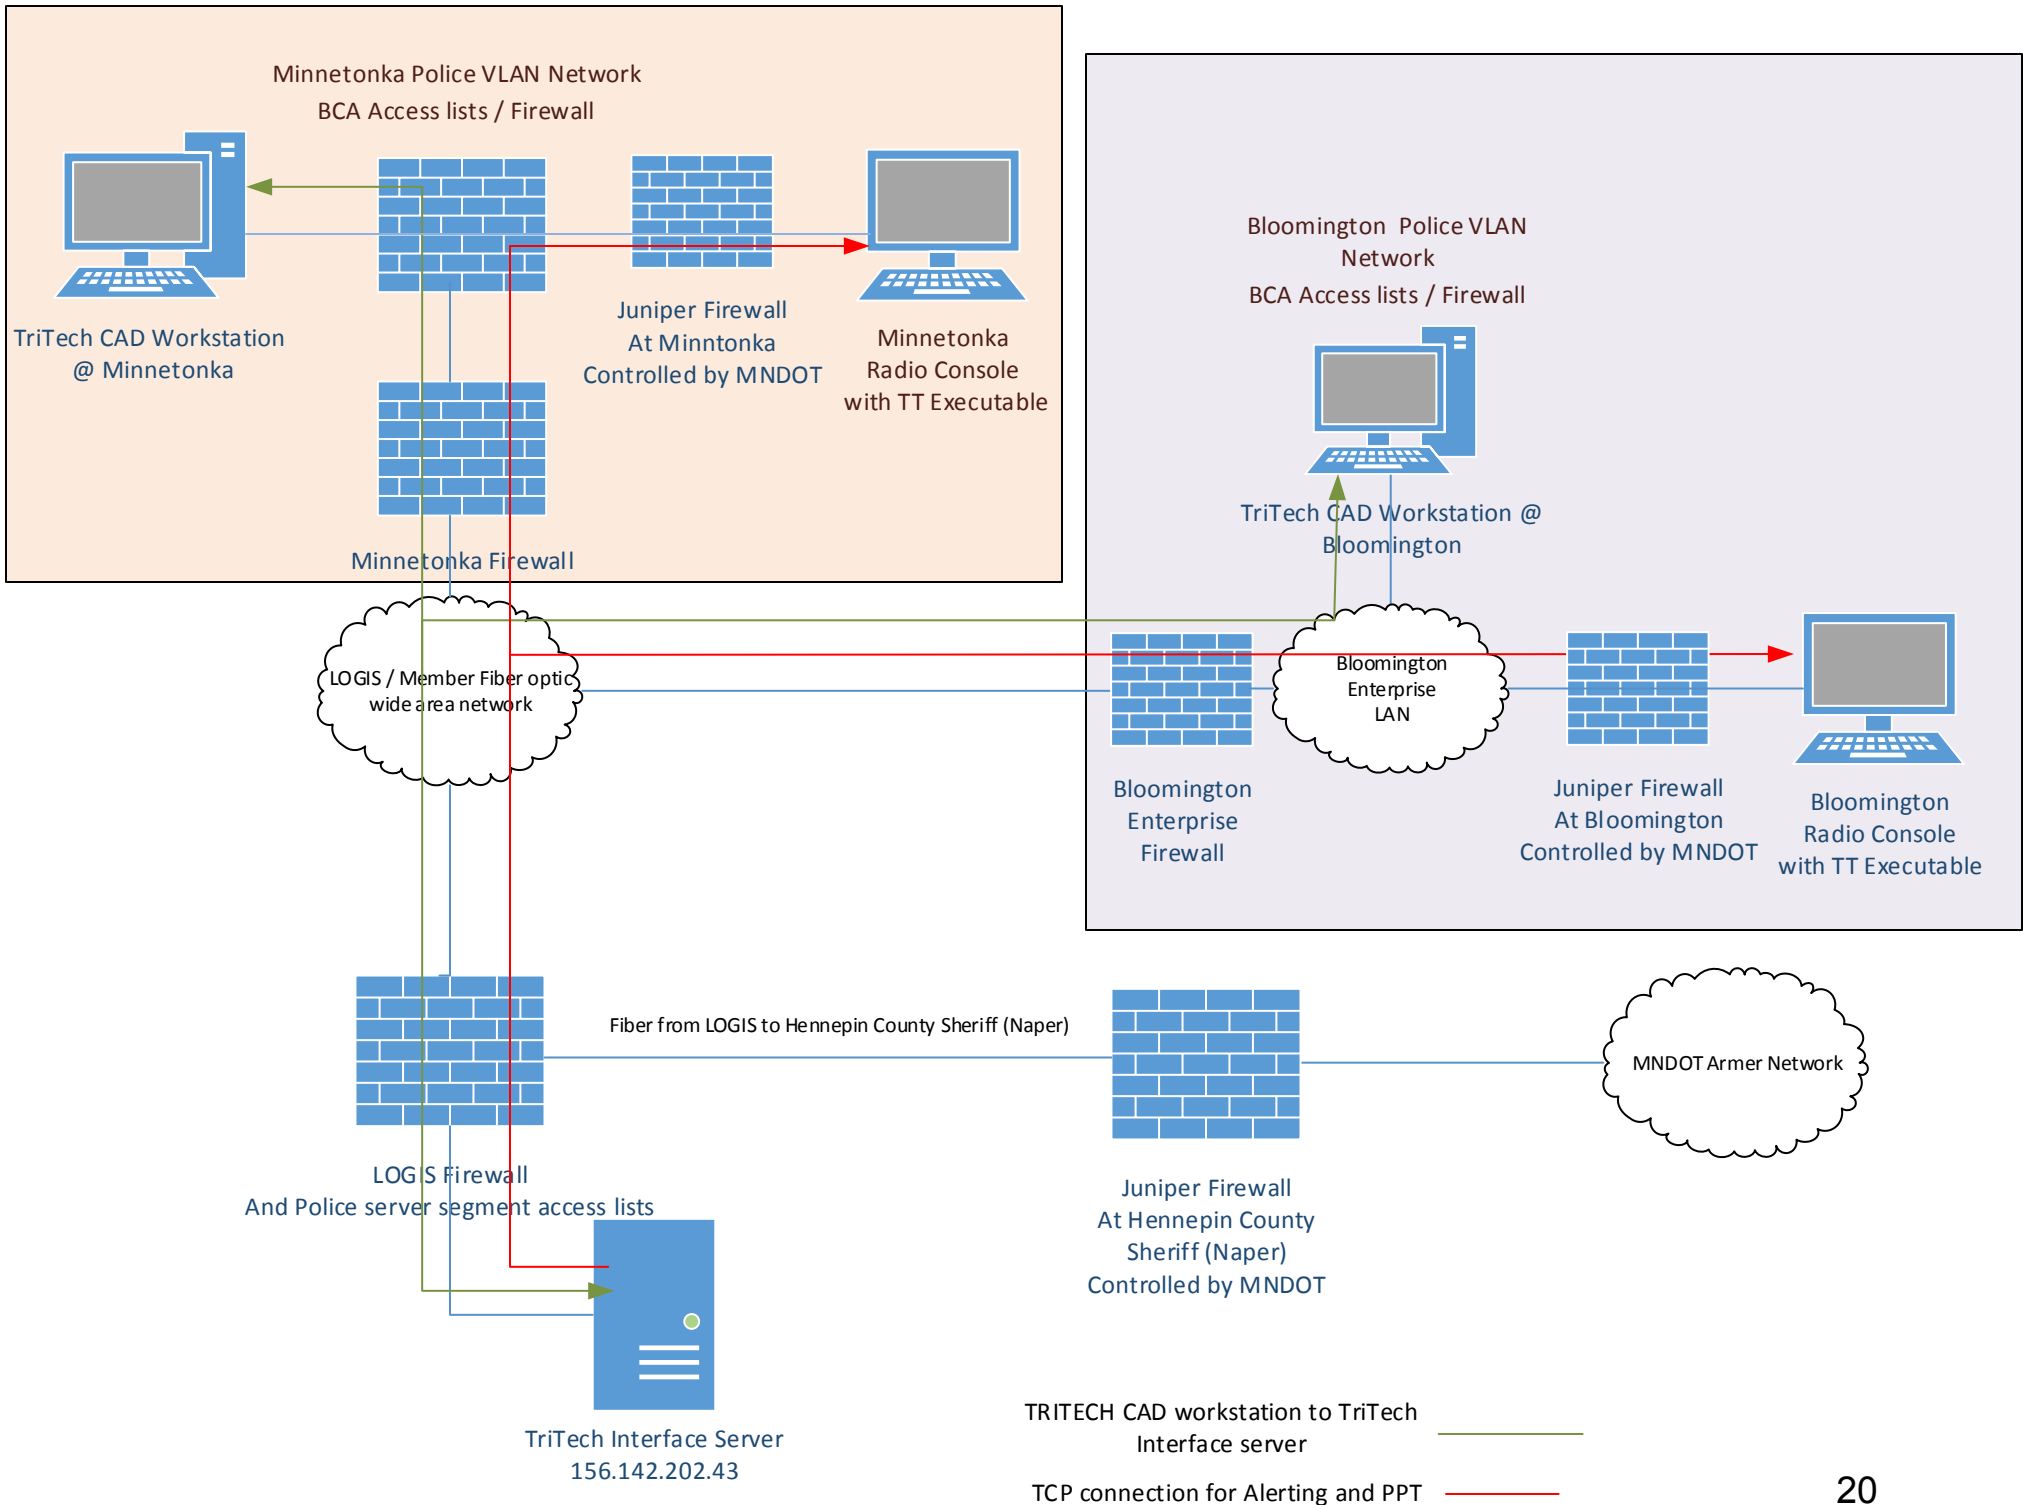 Minnetonka Police VLAN Network
BCA Access lists / Firewall
TriTech CAD Workstation
@ Minnetonka
Juniper Firewall
At Minntonka
Controlled by MNDOT
Minnetonka
Radio Console
with TT Executable
Minnetonka Firewall
Bloomington Police VLAN
Network
BCA Access lists / Firewall
TriTech CAD Workstation @
Bloomington
LOGIS / Member Fiber optic
wide area network
Bloomington
Enterprise
LAN
Bloomington
Enterprise
Firewall
Juniper Firewall
At Bloomington
Controlled by MNDOT
Bloomington
Radio Console
with TT Executable
Fiber from LOGIS to Hennepin County Sheriff (Naper)
MNDOT Armer Network
LOGIS Firewall
And Police server segment access lists
Juniper Firewall
At Hennepin County
Sheriff (Naper)
Controlled by MNDOT
TriTech Interface Server
156.142.202.43
TRITECH CAD workstation to TriTech
Interface server
TCP connection for Alerting and PPT
20